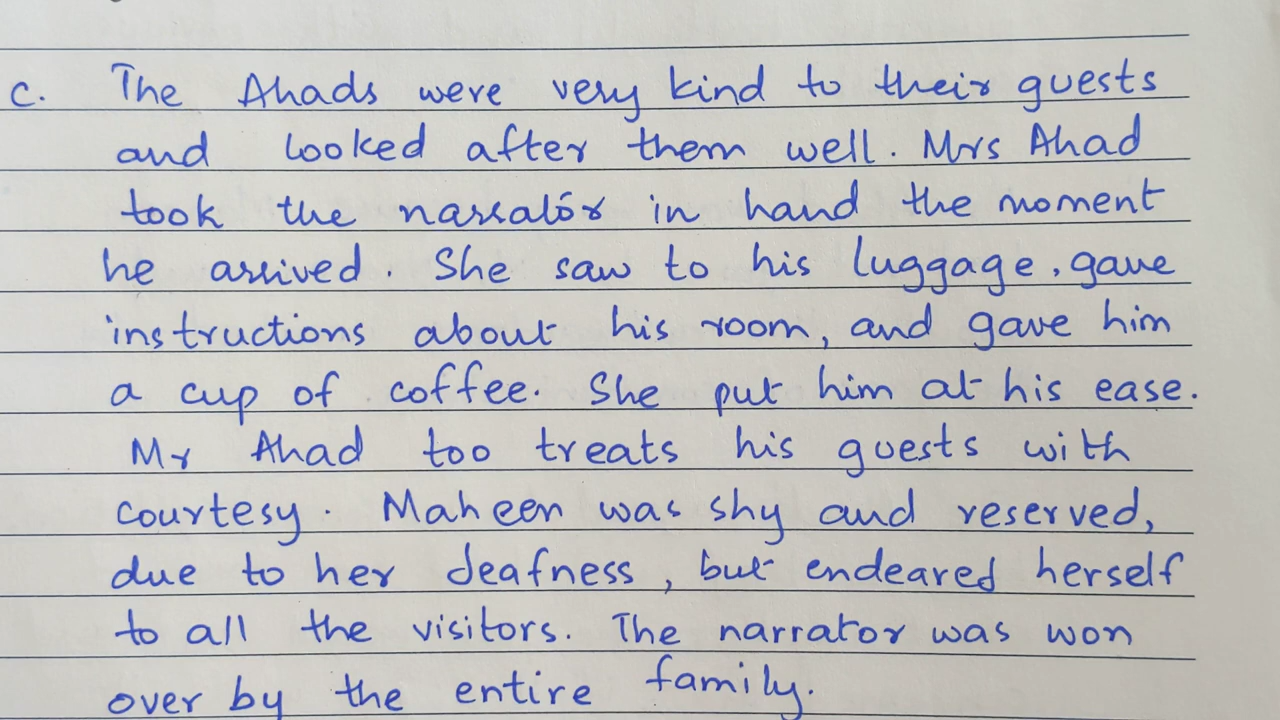 c. The Ahads were very kind to their guests
and looked after them well. Mrs Ahad
took the narrator in hand the moment
he arrived. She saw to his luggage, gave
instructions about his room, and gave him
a cup of coffee. She put him at his ease.
Mr Ahad too treats his guests with
courtesy. Maheen was shy and reserved,
due to her deafness, but endeared herself
to all the visitors. The narrator was won
over by the entire family.